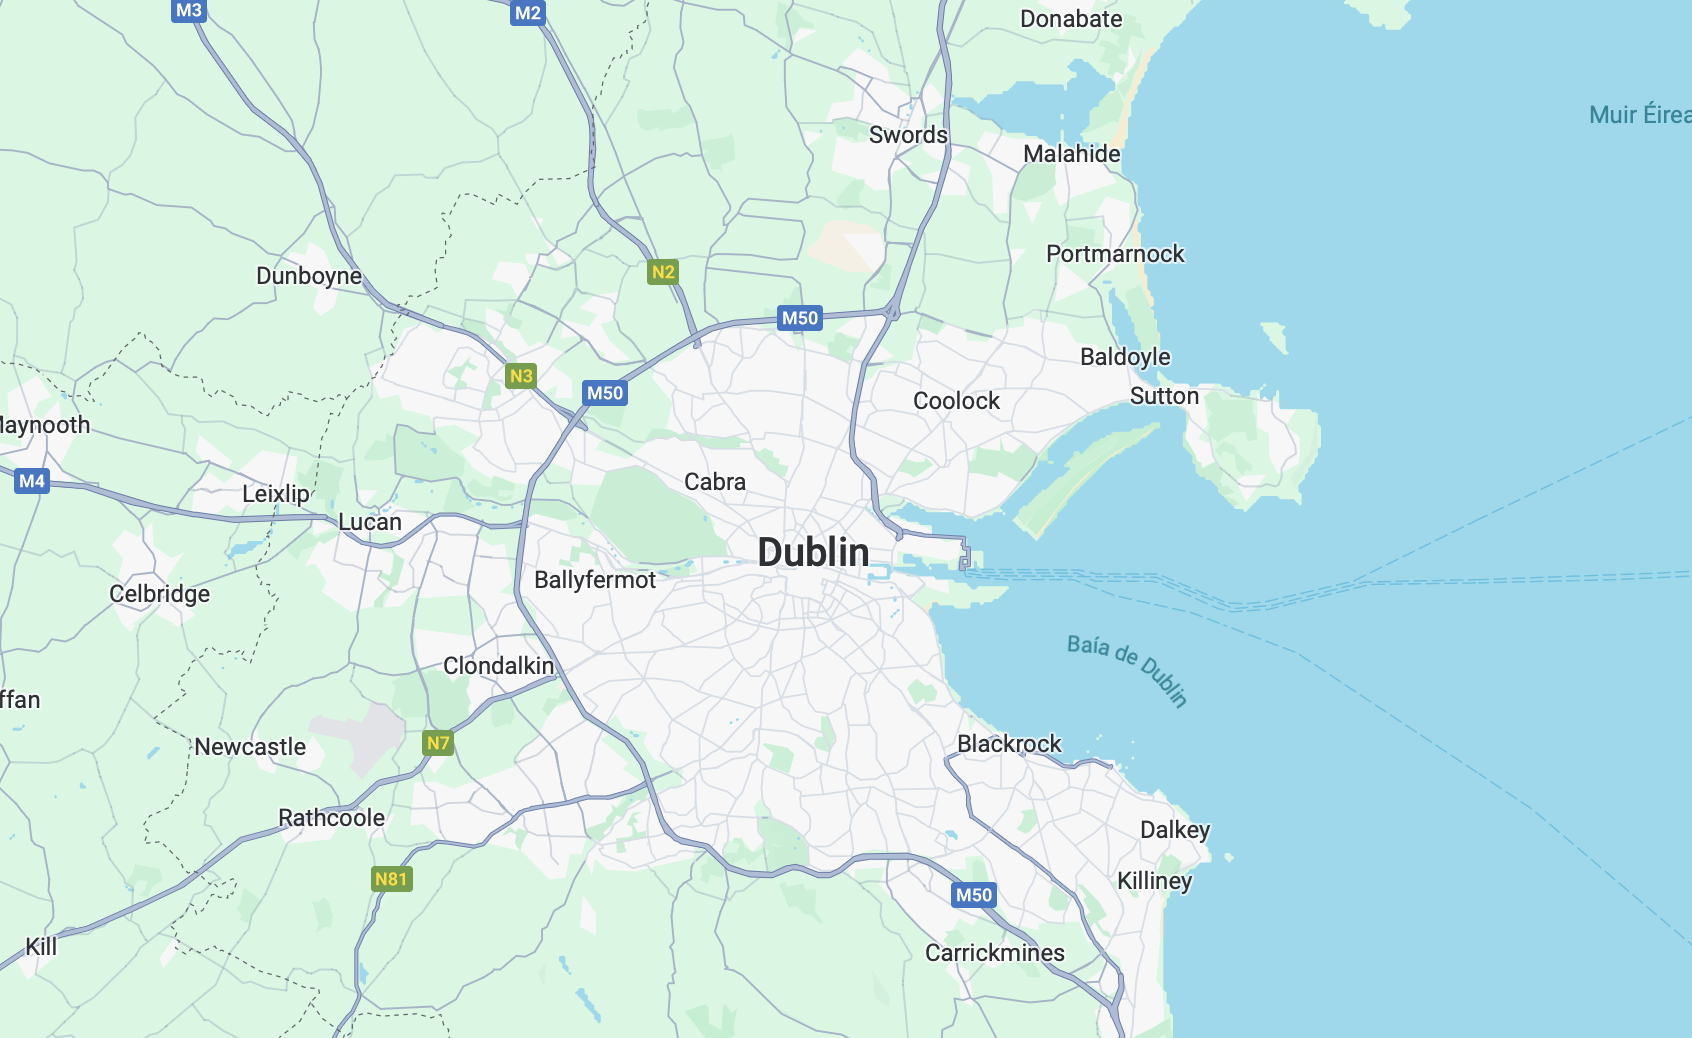 M3
M2
Donabate
Muir Éirea
Swords
Malahide
Portmarnock
Dunboyne
N2
M50
Baldoyle
N3
M50
Sutton
Coolock
Maynooth
M4
Cabra
Leixlip
Lucan
Dublin
Ballyfermot
Celbridge
Baía de Dublin
Clondalkin
ffan
N7
Newcastle
Blackrock
Rathcoole
Dalkey
N81
Killiney
M50
Kill
Carrickmines